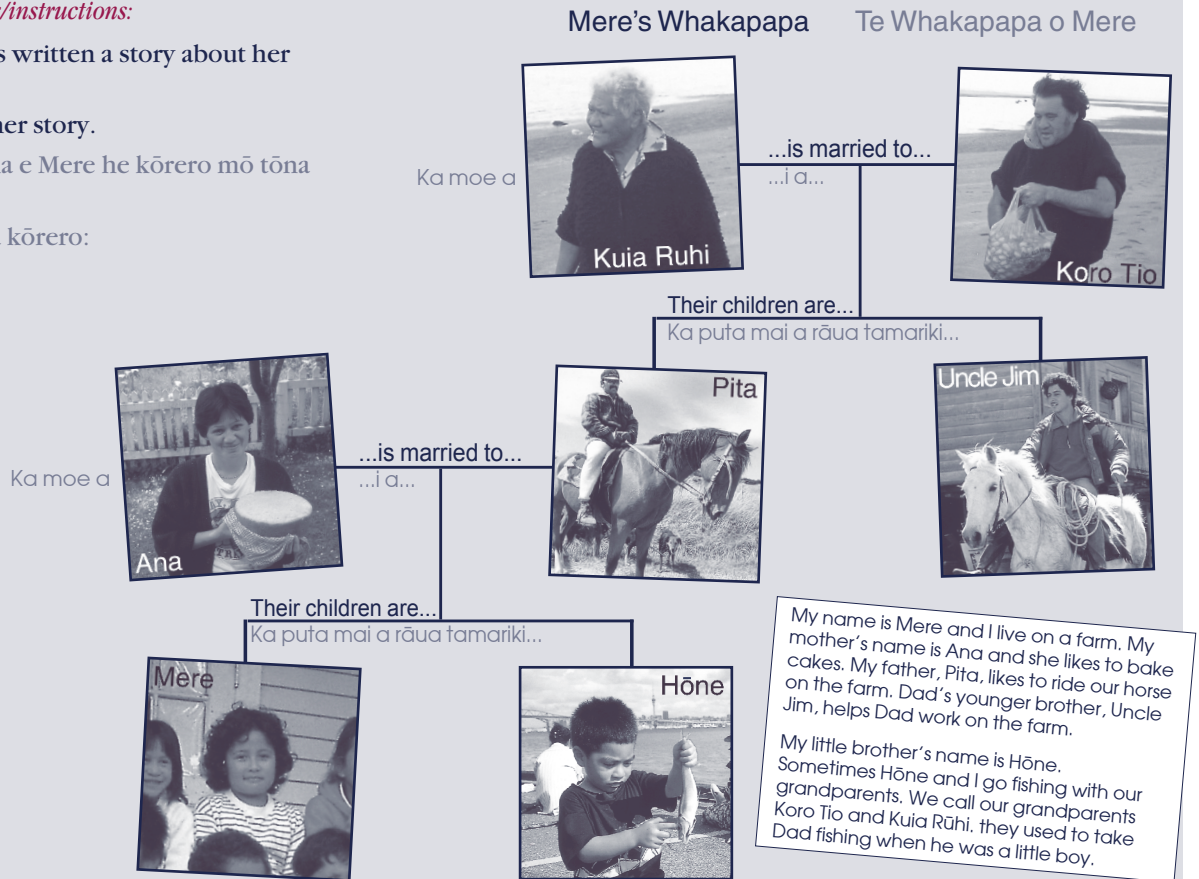 /instructions:
s written a story about her
her story.
a e Mere he kōrero mō tōna
kōrero:
Mere's Whakapapa
Te Whakapapa o Mere
Ka moe a
Kuia Ruhi
...is married to...
...i a...
Koro Tio
Their children are...
Ka puta mai a rāua tamariki...
Ka moe a
Ana
...is married to...
...i a...
Pita
Uncle Jim
Their children are...
Ka puta mai a rāua tamariki...
Mere
Hōne
My name is Mere and I live on a farm. My
mother's name is Ana and she likes to bake
cakes. My father, Pita, likes to ride our horse
on the farm. Dad's younger brother, Uncle
Jim, helps Dad work on the farm.
My little brother's name is Hōne.
Sometimes Hōne and I go fishing with our
grandparents. We call our grandparents
Koro Tio and Kuia Rūhi. they used to take
Dad fishing when he was a little boy.